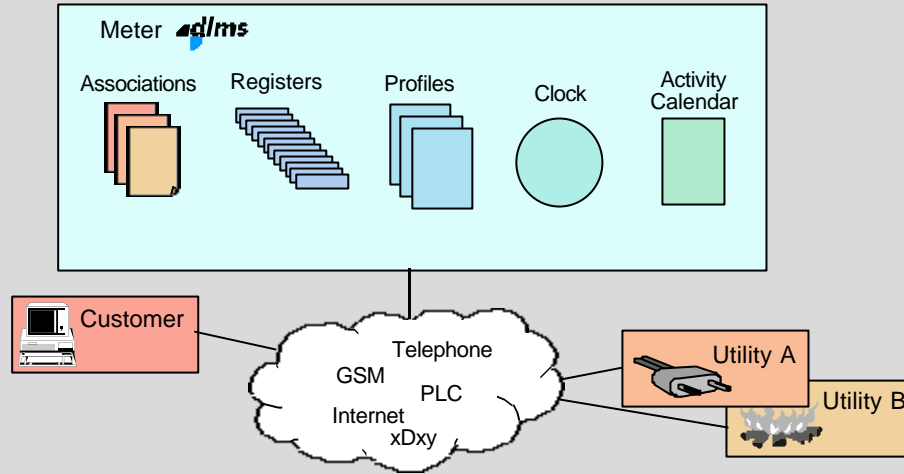 Meter dlms
Associations
Registers
Profiles
Clock
Activity
Calendar
Customer
Telephone
GSM
PLC
Internet
xDxy
Utility A
Utility B